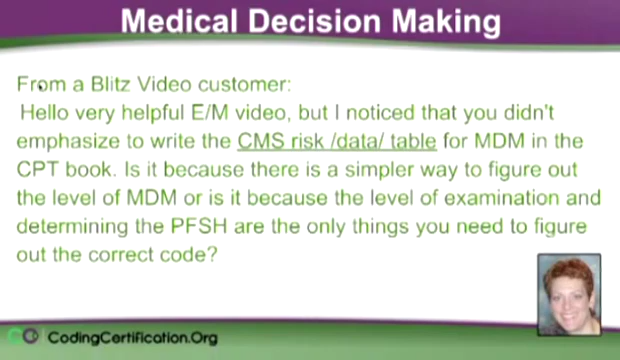 Medical Decision Making
From a Blitz Video customer:
Hello very helpful E/M video, but I noticed that you didn't
emphasize to write the CMS risk /data/ table for MDM in the
CPT book. Is it because there is a simpler way to figure out
the level of MDM or is it because the level of examination and
determining the PFSH are the only things you need to figure
out the correct code?
CodingCertification.Org